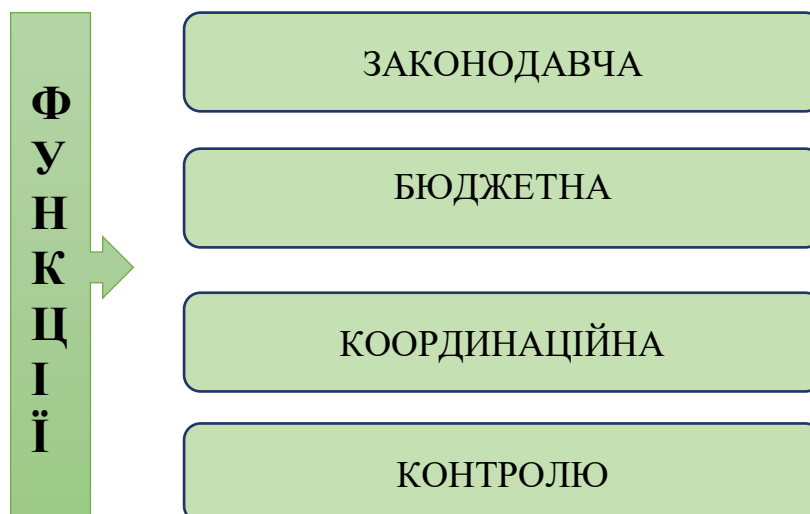 ФУНКЦІЇ
ЗАКОНОДАВЧА
БЮДЖЕТНА
КООРДИНАЦІЙНА
КОНТРОЛЮ